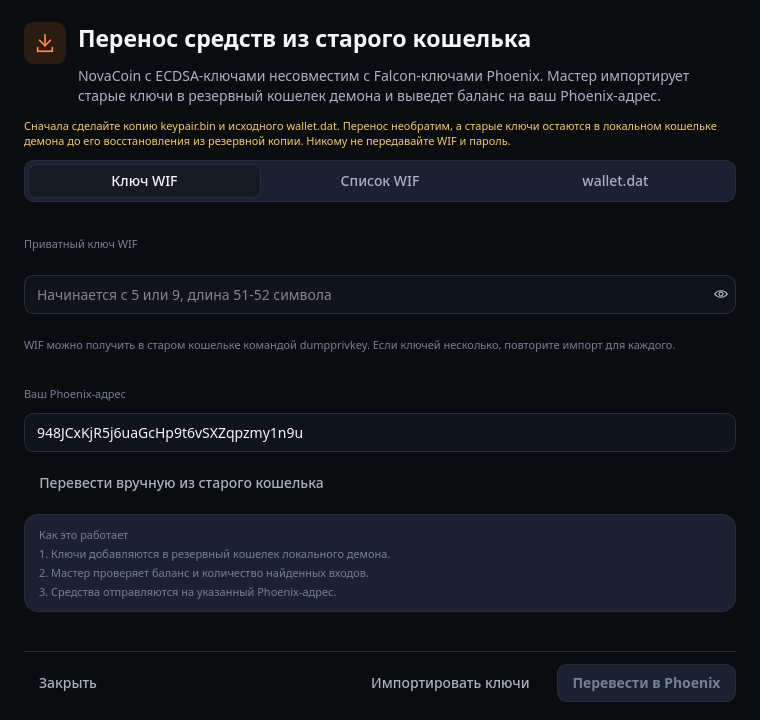 Перенос средств из старого кошелька
NovaCoin с ECDSA-ключами несовместим с Falcon-ключами Phoenix. Мастер импортирует
старые ключи в резервный кошелек демона и выведет баланс на ваш Phoenix-адрес.
Сначала сделайте копию keypair.bin и исходного wallet.dat. Перенос необратим, а старые ключи остаются в локальном кошельке
демона до его восстановления из резервной копии. Никому не передавайте WIF и пароль.
Ключ WIF
Список WIF
wallet.dat
Приватный ключ WIF
Начинается с 5 или 9, длина 51-52 символа
WIF можно получить в старом кошельке командой dumpprivkey. Если ключей несколько, повторите импорт для каждого.
Ваш Phoenix-адрес
948JCxKjR5j6uaGcHp9t6vSXZqpzmy1n9u
Перевести вручную из старого кошелька
Как это работает
1. Ключи добавляются в резервный кошелек локального демона.
2. Мастер проверяет баланс и количество найденных входов.
3. Средства отправляются на указанный Phoenix-адрес.
Закрыть
Импортировать ключи
Перевести в Phoenix